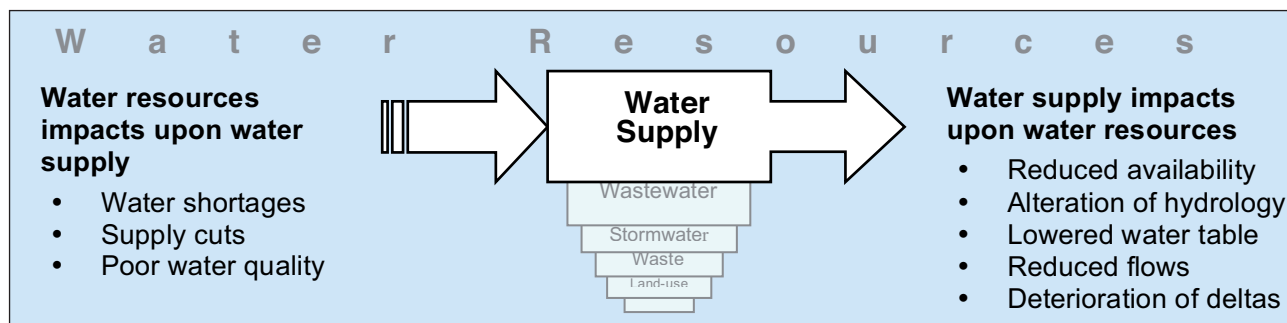 Water Resources
Water resources
impacts upon water
supply
• Water shortages
• Supply cuts
• Poor water quality
Water
Supply
Wastewater
Stormwater
Waste
Land-use
Water supply impacts
upon water resources
• Reduced availability
• Alteration of hydrology
• Lowered water table
• Reduced flows
• Deterioration of deltas